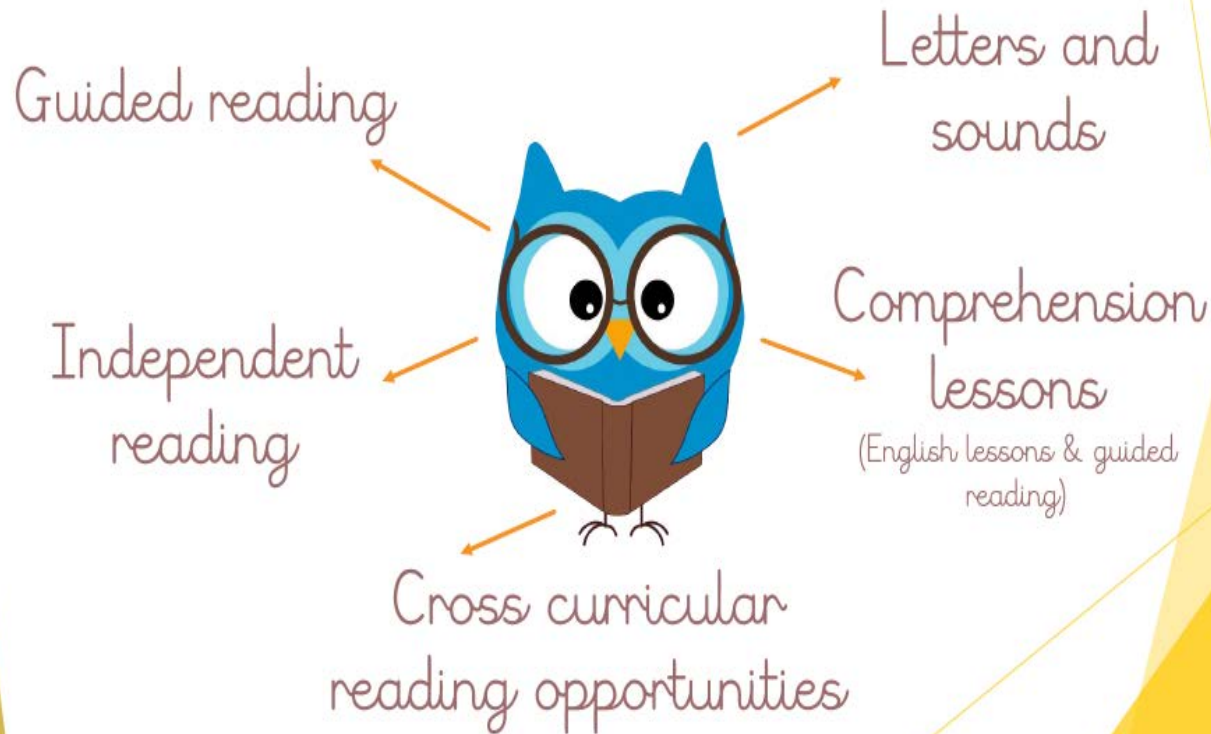 Guided reading
Letters and
sounds
Independent
reading
Comprehension
lessons
(English lessons & guided
reading)
Cross curricular
reading opportunities